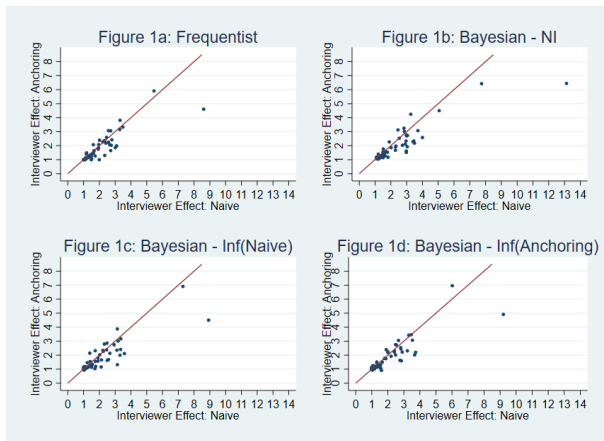 Figure 1a: Frequentist
Interviewer Effect: Anchoring
0 1 2 3 4 5 6 7 8
0 1 2 3 4 5 6 7 8 9 10 11 12 13 14
Interviewer Effect: Naive
Figure 1b: Bayesian - NI
Interviewer Effect: Anchoring
0 1 2 3 4 5 6 7 8
0 1 2 3 4 5 6 7 8 9 10 11 12 13 14
Interviewer Effect: Naive
Figure 1c: Bayesian - Inf(Naive)
Interviewer Effect: Anchoring
0 1 2 3 4 5 6 7 8
0 1 2 3 4 5 6 7 8 9 10 11 12 13 14
Interviewer Effect: Naive
Figure 1d: Bayesian - Inf(Anchoring)
Interviewer Effect: Anchoring
0 1 2 3 4 5 6 7 8
0 1 2 3 4 5 6 7 8 9 10 11 12 13 14
Interviewer Effect: Naive